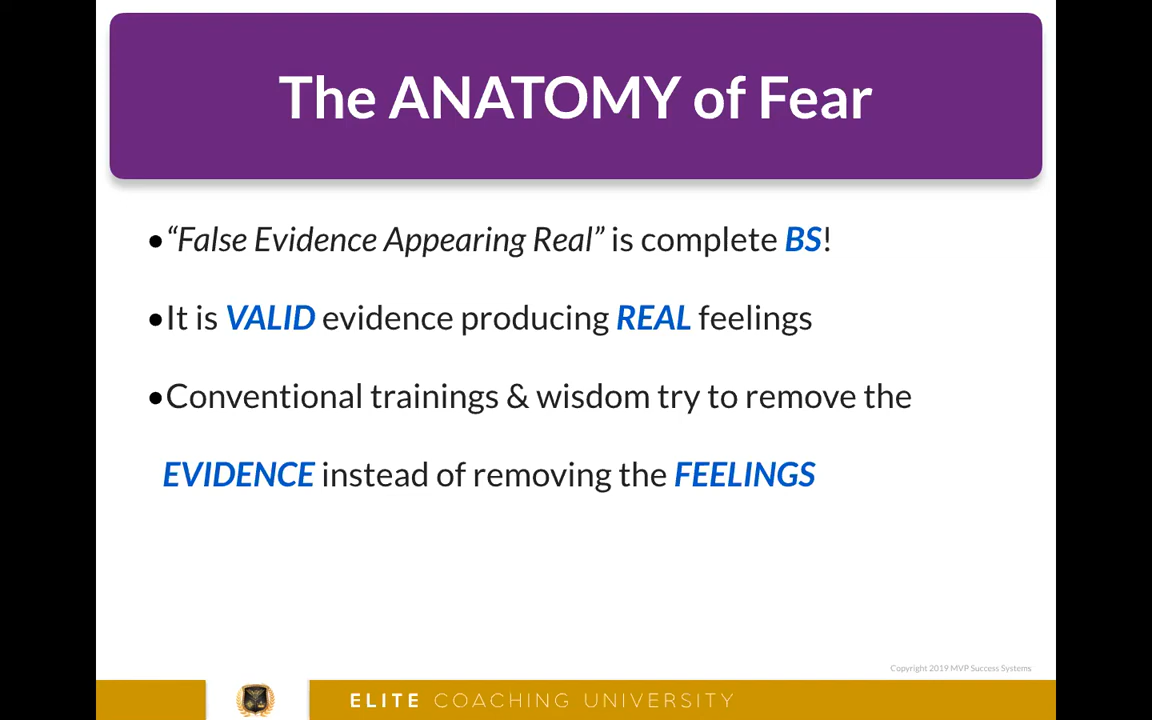 The ANATOMY of Fear
•“False Evidence Appearing Real” is complete BS!
•It is VALID evidence producing REAL feelings
•Conventional trainings & wisdom try to remove the
EVIDENCE instead of removing the FEELINGS
Copyright 2019 MVP Success Systems
ELITE COACHING UNIVERSITY